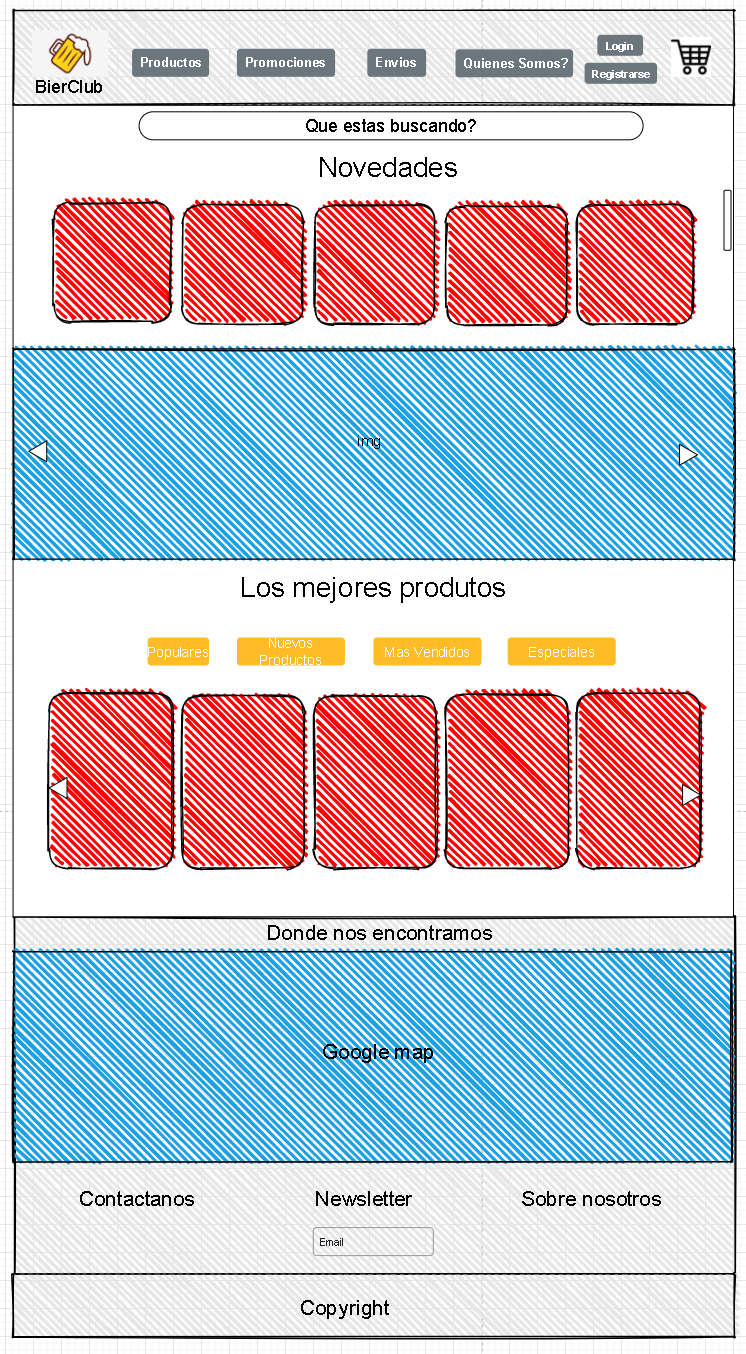 BierClub
Productos
Promociones
Envios
Quienes Somos?
Login
Registrarse
Que estas buscando?
Novedades
img
Los mejores produtos
Populares
Nuevos
Productos
Mas Vendidos
Especiales
Donde nos encontramos
Google map
Contactanos
Newsletter
Sobre nosotros
Email
Copyright